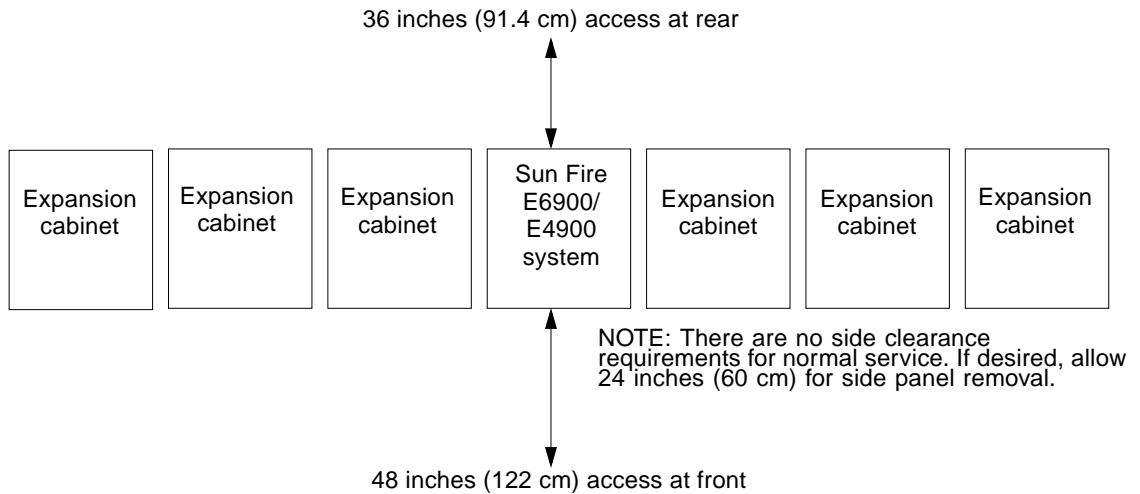 36 inches (91.4 cm) access at rear
Expansion
cabinet
Expansion
cabinet
Expansion
cabinet
Sun Fire
E6900/
E4900
system
Expansion
cabinet
Expansion
cabinet
Expansion
cabinet
NOTE: There are no side clearance
requirements for normal service. If desired, allow
24 inches (60 cm) for side panel removal.
48 inches (122 cm) access at front